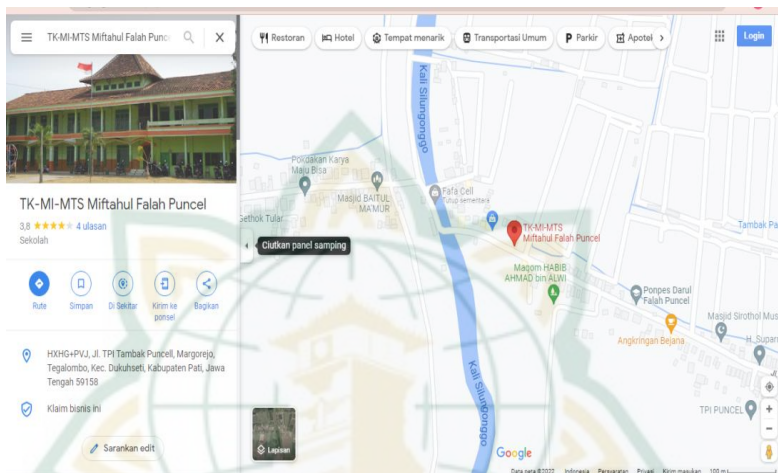 TK-MI-MTS Miftahul Falah Punce
Restoran
Hotel
Tempat menarik
Transportasi Umum
P Parkir
Apotek
Login
TK-MI-MTS Miftahul Falah Puncel
3,8 4 ulasan
Sekolah
Rute
Simpan
Di Sekitar
Kirim ke
ponsel
Bagikan
HXHG+PVJ, Jl. TPI Tambak Puncell, Margorejo,
Tegalombo, Kec. Dukuhseti, Kabupaten Pati, Jawa
Tengah 59158
Klaim bisnis ini
Sarankan edit
Ciutkan panel samping
Lapisan
Kali Silungonggo
Pokdakan Karya
Maju Bisa
Masjid BAITUL
MA'MUR
Fafa Cell
Tutup sementara
Gethok Tular
TK-MI-MTS
Miftahul Falah Puncel
Maqom HABIB
AHMAD bin ALWI
Tambak Pa
Ponpes Darul
Falah Puncel
Masjid Sirothol Mus
Angkringan Bejana
H. Supar
TPI PUNCEL
Kali Silungonggo
Google
Data peta ©2022 Indonesia Persyaratan Privasi Kirim masukan 100 m